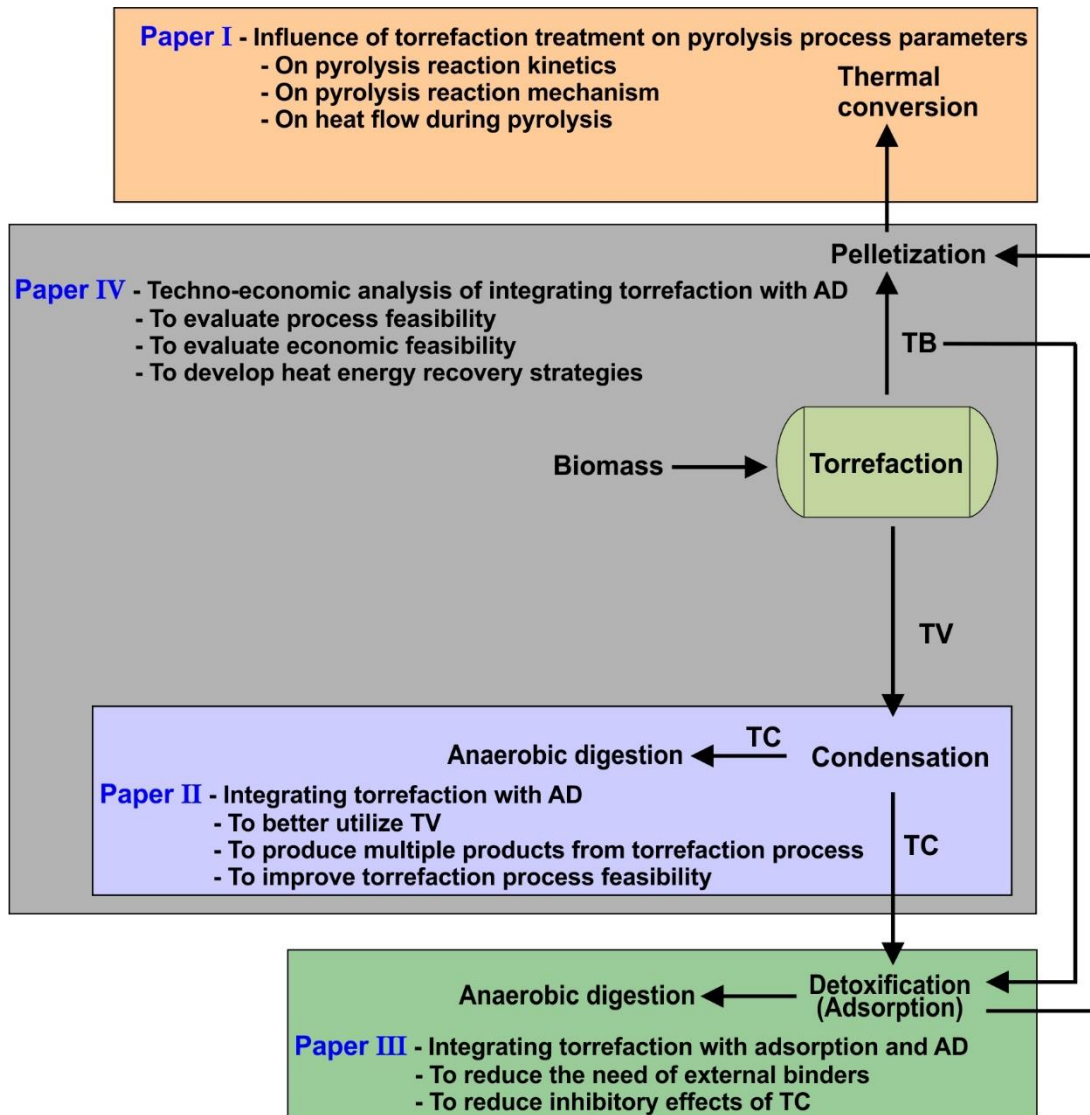 Paper I - Influence of torrefaction treatment on pyrolysis process parameters
- On pyrolysis reaction kinetics
- On pyrolysis reaction mechanism
- On heat flow during pyrolysis
Thermal
conversion
Pelletization
Paper IV - Techno-economic analysis of integrating torrefaction with AD
- To evaluate process feasibility
- To evaluate economic feasibility
- To develop heat energy recovery strategies
TB
Biomass
Torrefaction
TV
Anaerobic digestion
TC
Condensation
Paper II - Integrating torrefaction with AD
- To better utilize TV
- To produce multiple products from torrefaction process
- To improve torrefaction process feasibility
TC
Anaerobic digestion
Detoxification
(Adsorption)
Paper III - Integrating torrefaction with adsorption and AD
- To reduce the need of external binders
- To reduce inhibitory effects of TC